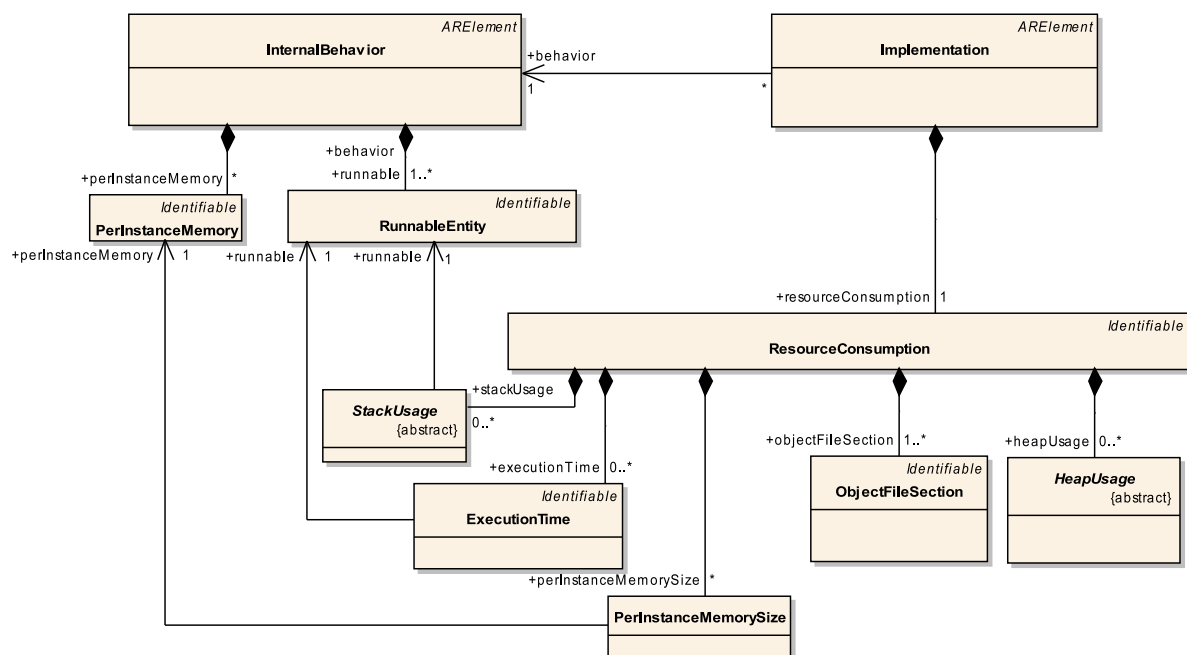 ARElement
InternalBehavior
ARElement
Implementation
+behavior
1
*
+behavior
+perInstanceMemory
*
+runnable
1..*
Identifiable
PerInstanceMemory
Identifiable
RunnableEntity
+perInstanceMemory
1
+runnable
1
+runnable
1
+resourceConsumption
1
Identifiable
ResourceConsumption
+stackUsage
0..*
StackUsage
{abstract}
+objectFileSection
1..*
+heapUsage
0..*
+executionTime
0..*
Identifiable
ObjectFileSection
HeapUsage
{abstract}
Identifiable
ExecutionTime
+perInstanceMemorySize
*
PerInstanceMemorySize